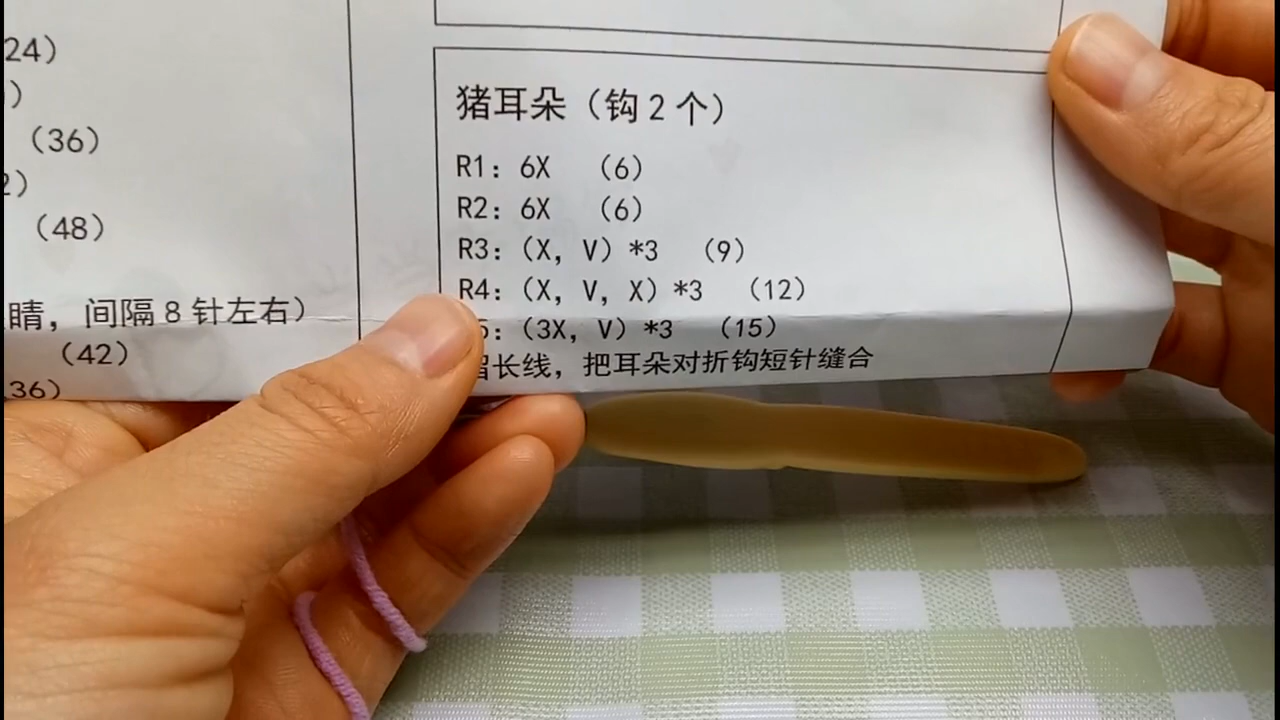 24）
）
（36）
2）
（48）
睛，间隔8针左右）
（42）
36）
猪耳朵（钩2个）
R1：6X （6）
R2：6X （6）
R3：（X，V）*3 （9）
R4：（X，V，X）*3 （12）
5：（3X，V）*3 （15）
留长线，把耳朵对折钩短针缝合